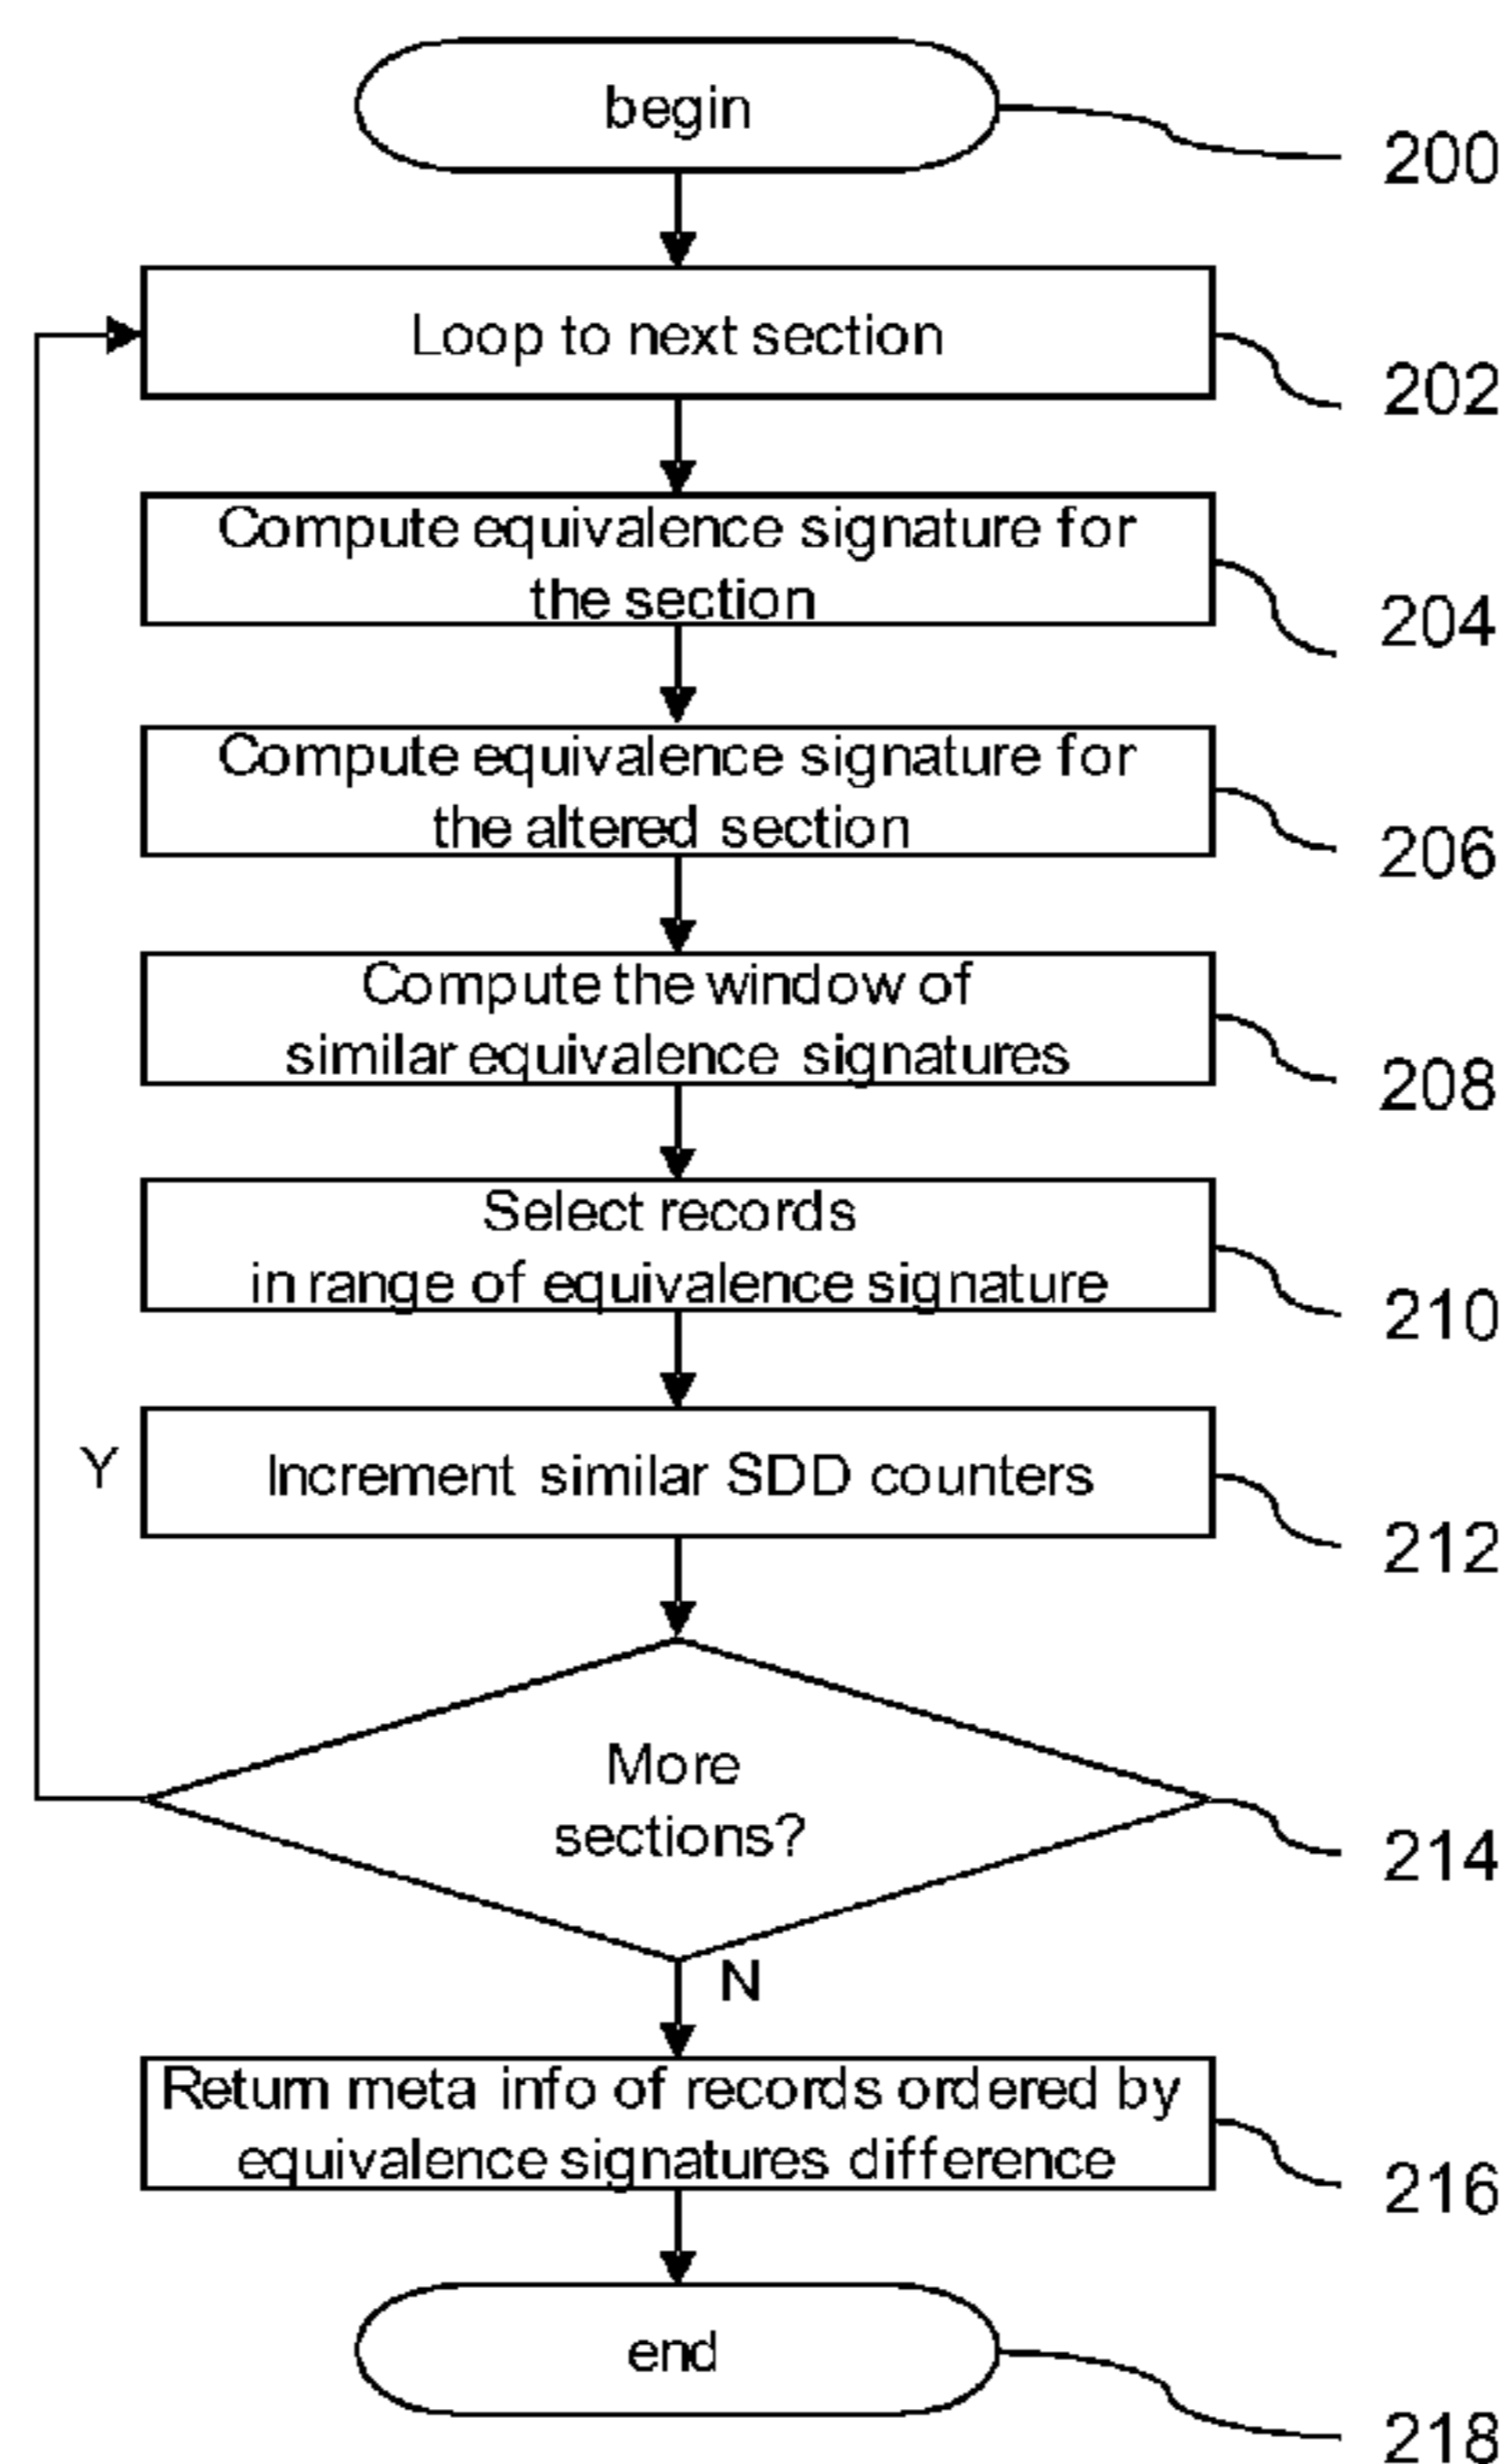 begin
200
Loop to next section
202
Compute equivalence signature for
the section
204
Compute equivalence signature for
the altered section
206
Compute the window of
similar equivalence signatures
208
Select records
in range of equivalence signature
210
Y
Increment similar SDD counters
212
More
sections?
214
N
Return meta info of records ordered by
equivalence signatures difference
216
end
218